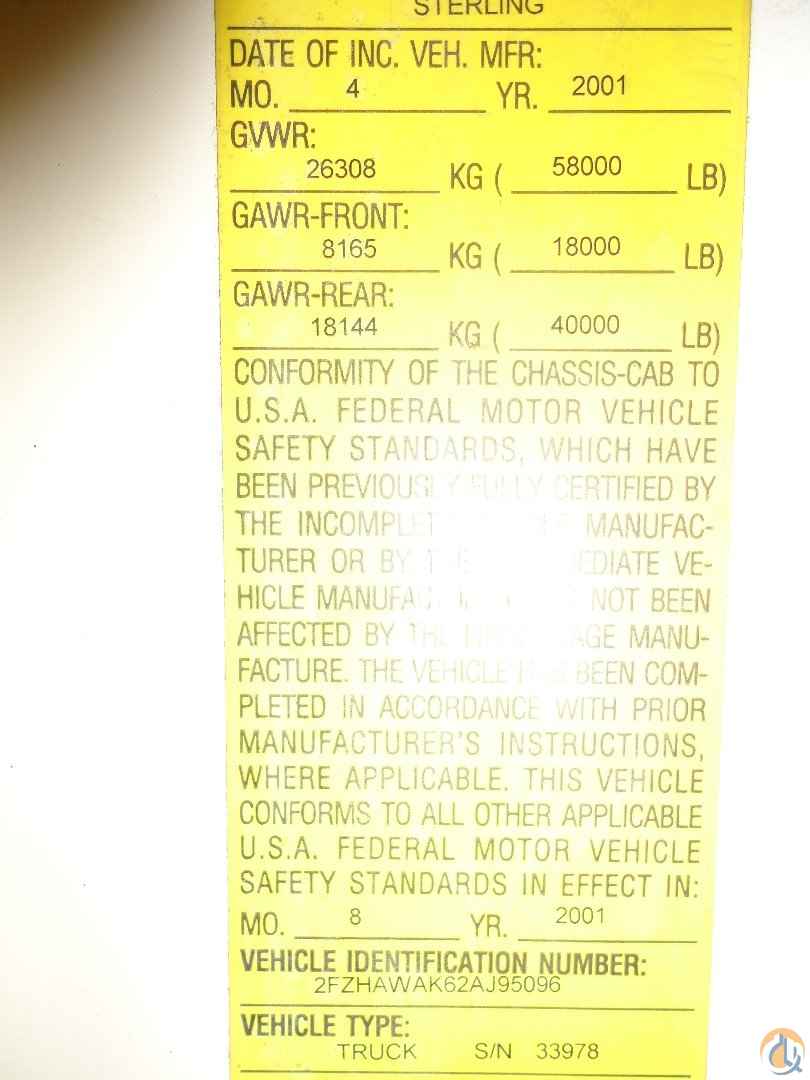 STERLING
DATE OF INC. VEH. MFR:
MO. 4 YR. 2001
GVWR:
26308 KG ( 58000 LB)
GAWR-FRONT:
8165 KG ( 18000 LB)
GAWR-REAR:
18144 KG ( 40000 LB)
CONFORMITY OF THE CHASSIS-CAB TO
U.S.A. FEDERAL MOTOR VEHICLE
SAFETY STANDARDS, WHICH HAVE
BEEN PREVIOUSLY FULLY CERTIFIED BY
THE MANUFAC-
TURER OR BY VE-
HICLE NOT BEEN
AFFECTED BY THE MANU-
FACTURE. THE VEHICLE HAS BEEN COM-
PLETED IN ACCORDANCE WITH PRIOR
MANUFACTURER'S INSTRUCTIONS,
WHERE APPLICABLE. THIS VEHICLE
CONFORMS TO ALL OTHER APPLICABLE
U.S.A. FEDERAL MOTOR VEHICLE
SAFETY STANDARDS IN EFFECT IN:
MO. 8 YR. 2001
VEHICLE IDENTIFICATION NUMBER:
2FZHAWAK62AJ95096
VEHICLE TYPE:
TRUCK S/N 33978